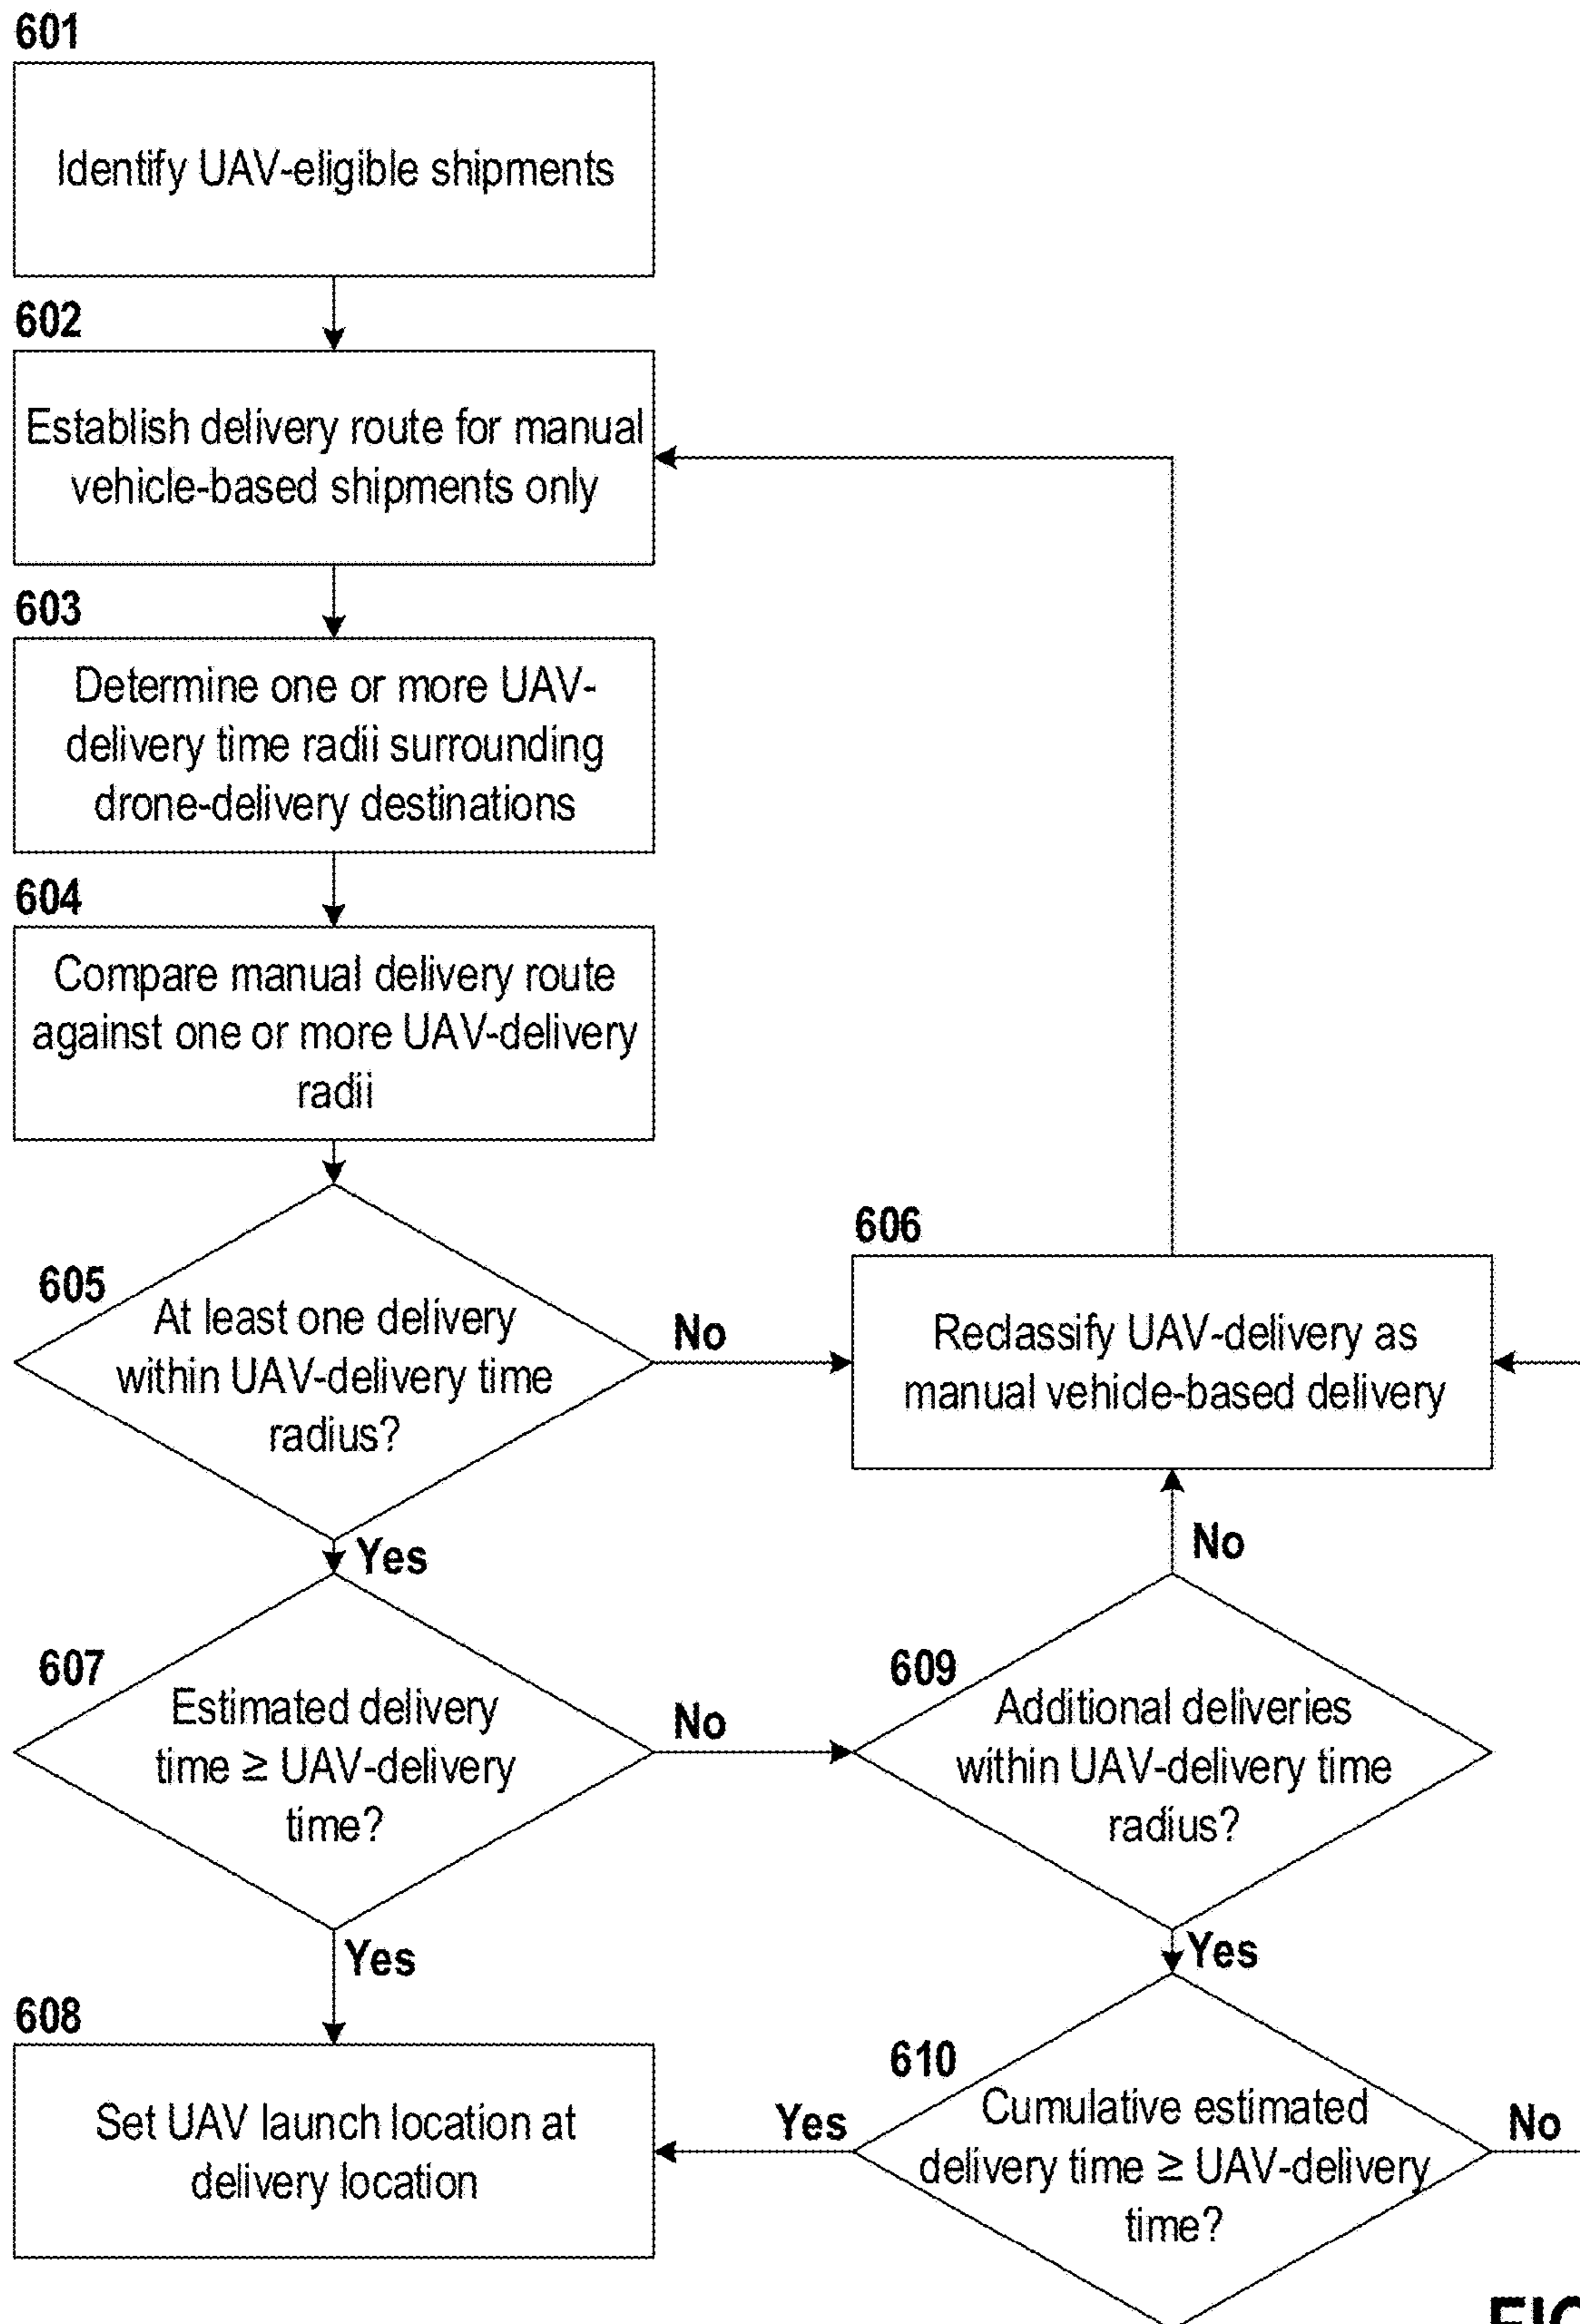 601
Identify UAV-eligible shipments
602
Establish delivery route for manual
vehicle-based shipments only
603
Determine one or more UAV-
delivery time radii surrounding
drone-delivery destinations
604
Compare manual delivery route
against one or more UAV-delivery
radii
605
At least one delivery
within UAV-delivery time
radius?
No
606
Reclassify UAV-delivery as
manual vehicle-based delivery
Yes
No
607
Estimated delivery
time ≥ UAV-delivery
time?
No
609
Additional deliveries
within UAV-delivery time
radius?
Yes
Yes
608
Set UAV launch location at
delivery location
610
Cumulative estimated
delivery time ≥ UAV-delivery
time?
Yes
No